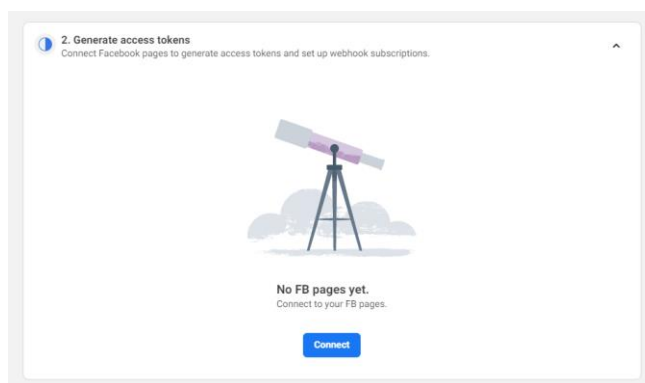 2. Generate access tokens
Connect Facebook pages to generate access tokens and set up webhook subscriptions.
No FB pages yet.
Connect to your FB pages.
Connect